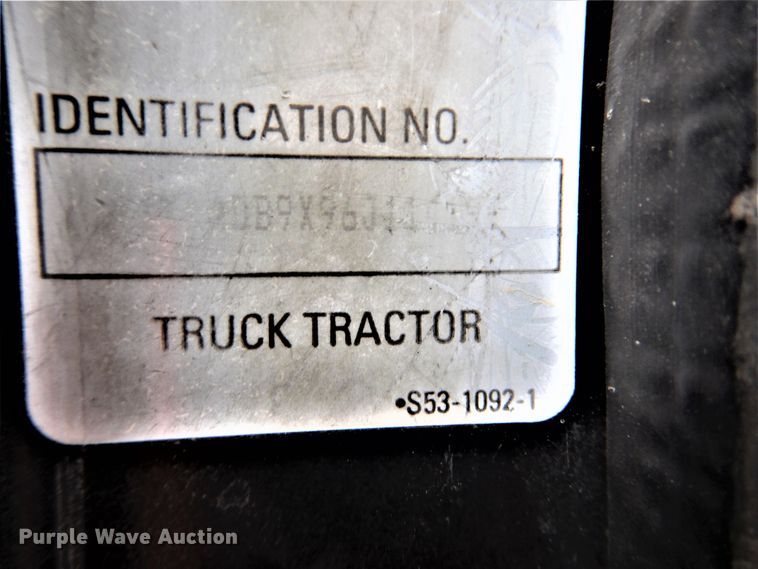 IDENTIFICATION NO.
TRUCK TRACTOR
•S53-1092-1
Purple Wave Auction